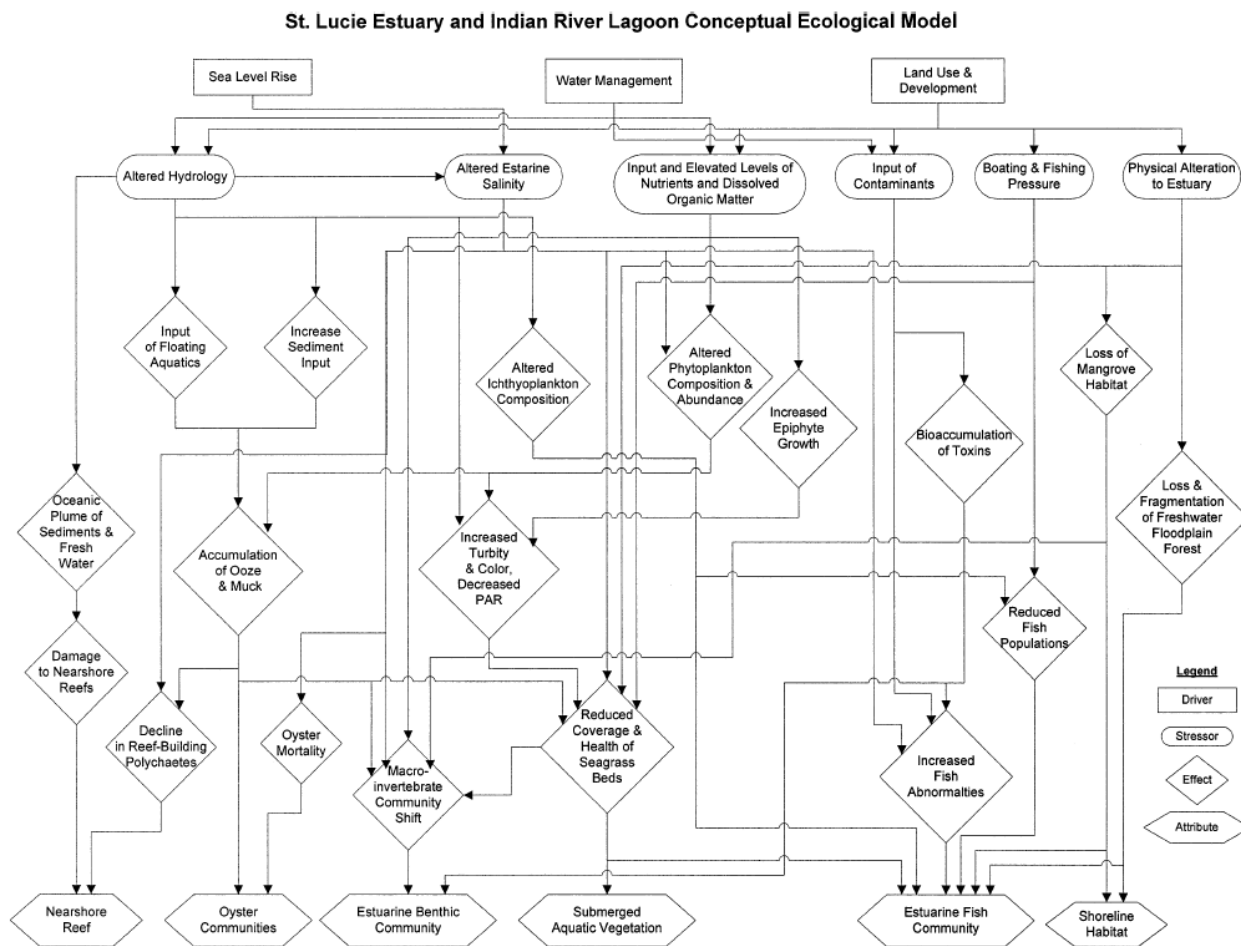 St. Lucie Estuary and Indian River Lagoon Conceptual Ecological Model
Sea Level Rise
Water Management
Land Use &
Development
Altered Hydrology
Altered Estarine
Salinity
Input and Elevated Levels of
Nutrients and Dissolved
Organic Matter
Input of
Contaminants
Boating & Fishing
Pressure
Physical Alteration
to Estuary
Input
of Floating
Aquatics
Increase
Sediment
Input
Altered
Ichthyoplankton
Composition
Altered
Phytoplankton
Composition &
Abundance
Increased
Epiphyte
Growth
Bioaccumulation
of Toxins
Loss of
Mangrove
Habitat
Oceanic
Plume of
Sediments &
Fresh
Water
Accumulation
of Ooze
& Muck
Increased
Turbity
& Color,
Decreased
PAR
Loss &
Fragmentation
of Freshwater
Floodplain
Forest
Reduced
Fish
Populations
Damage
to Nearshore
Reefs
Decline
in Reef-Building
Polychaetes
Oyster
Mortality
Macro-
invertebrate
Community
Shift
Reduced
Coverage &
Health of
Seagrass
Beds
Increased
Fish
Abnormalties
Legend
Driver
Stressor
Effect
Attribute
Nearshore
Reef
Oyster
Communities
Estuarine Benthic
Community
Submerged
Aquatic Vegetation
Estuarine Fish
Community
Shoreline
Habitat